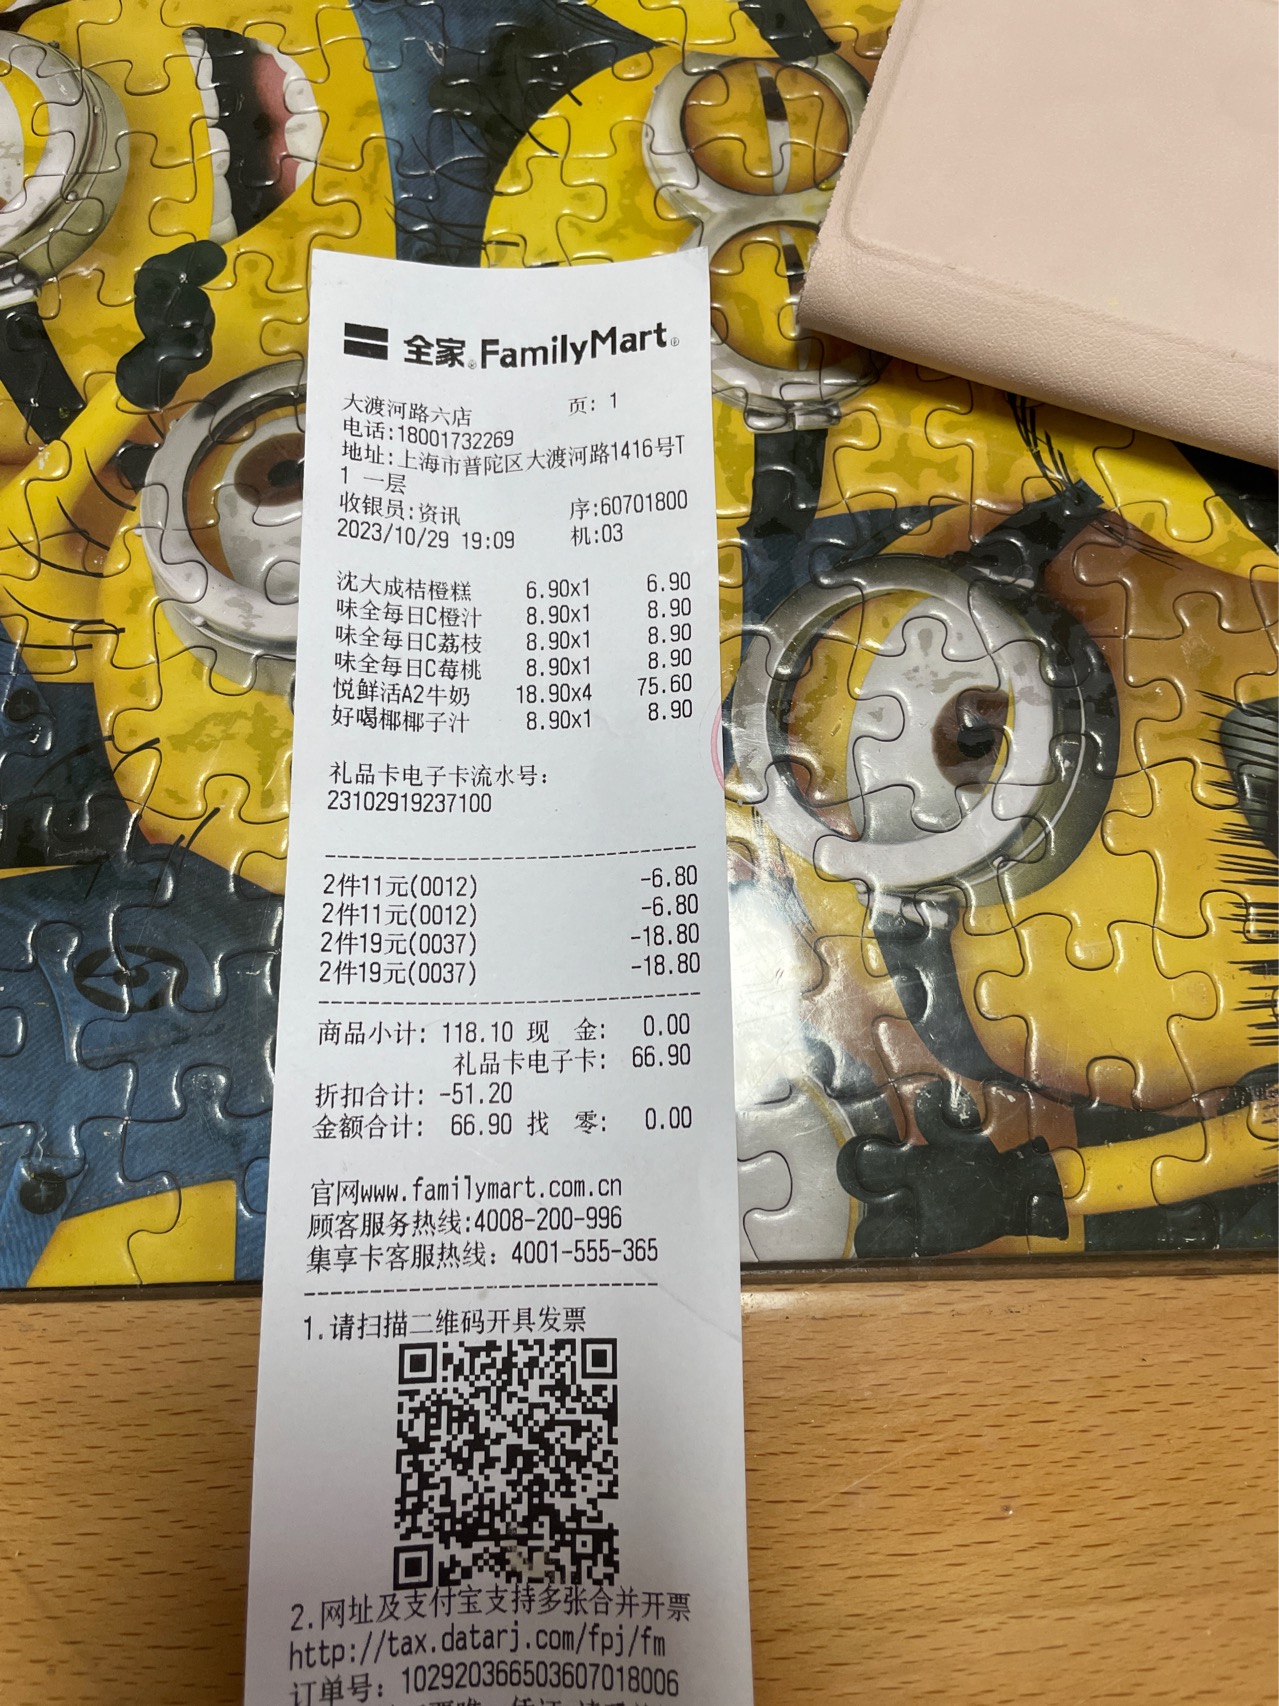 全家 FamilyMart
大渡河路六店 页: 1
电话:18001732269
地址:上海市普陀区大渡河路1416号T
1 一层
收银员:资讯 序:60701800
2023/10/29 19:09 机:03
沈大成桔橙糕 6.90x1 6.90
味全每日C橙汁 8.90x1 8.90
味全每日C荔枝 8.90x1 8.90
味全每日C莓桃 8.90x1 8.90
悦鲜活A2牛奶 18.90x4 75.60
好喝椰椰子汁 8.90x1 8.90
礼品卡电子卡流水号:
23102919237100
2件11元(0012) -6.80
2件11元(0012) -6.80
2件19元(0037) -18.80
2件19元(0037) -18.80
商品小计: 118.10 现 金: 0.00
礼品卡电子卡: 66.90
折扣合计: -51.20
金额合计: 66.90 找 零: 0.00
官网www.familymart.com.cn
顾客服务热线:4008-200-996
集享卡客服热线: 4001-555-365
1.请扫描二维码开具发票
2.网址及支付宝支持多张合并开票
http://tax.datarj.com/fpj/fm
订单号: 1029203665036070180​06